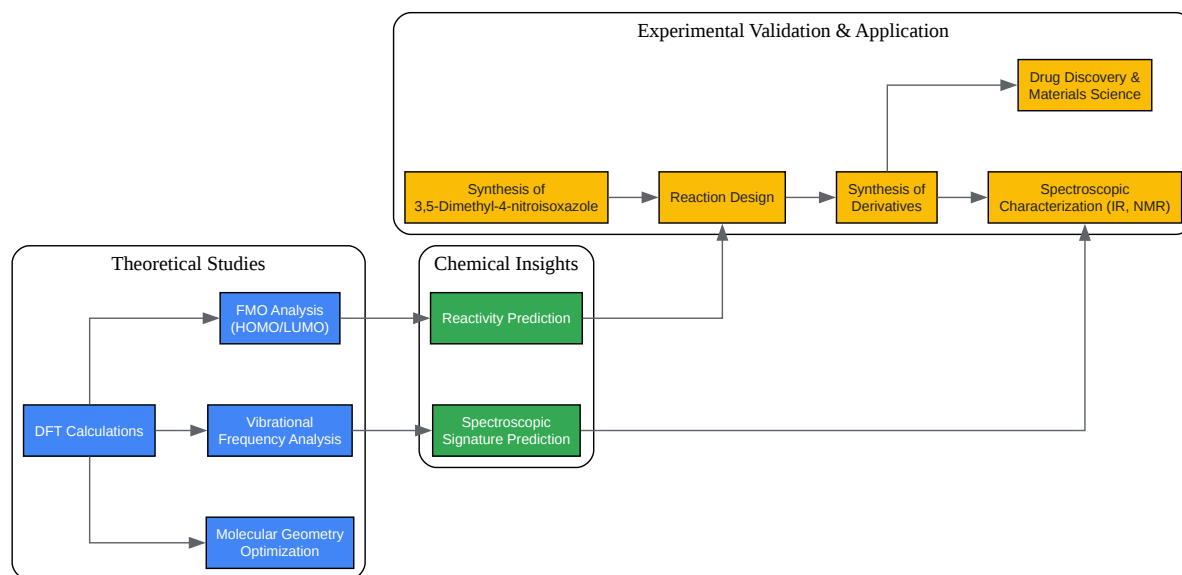 Experimental Validation & Application
Drug Discovery &
Materials Science
Synthesis of
3,5-Dimethyl-4-nitroisoxazole
Reaction Design
Synthesis of
Derivatives
Spectroscopic
Characterization (IR, NMR)
Theoretical Studies
Chemical Insights
FMO Analysis
(HOMO/LUMO)
Reactivity Prediction
DFT Calculations
Vibrational
Frequency Analysis
Spectroscopic
Signature Prediction
Molecular Geometry
Optimization